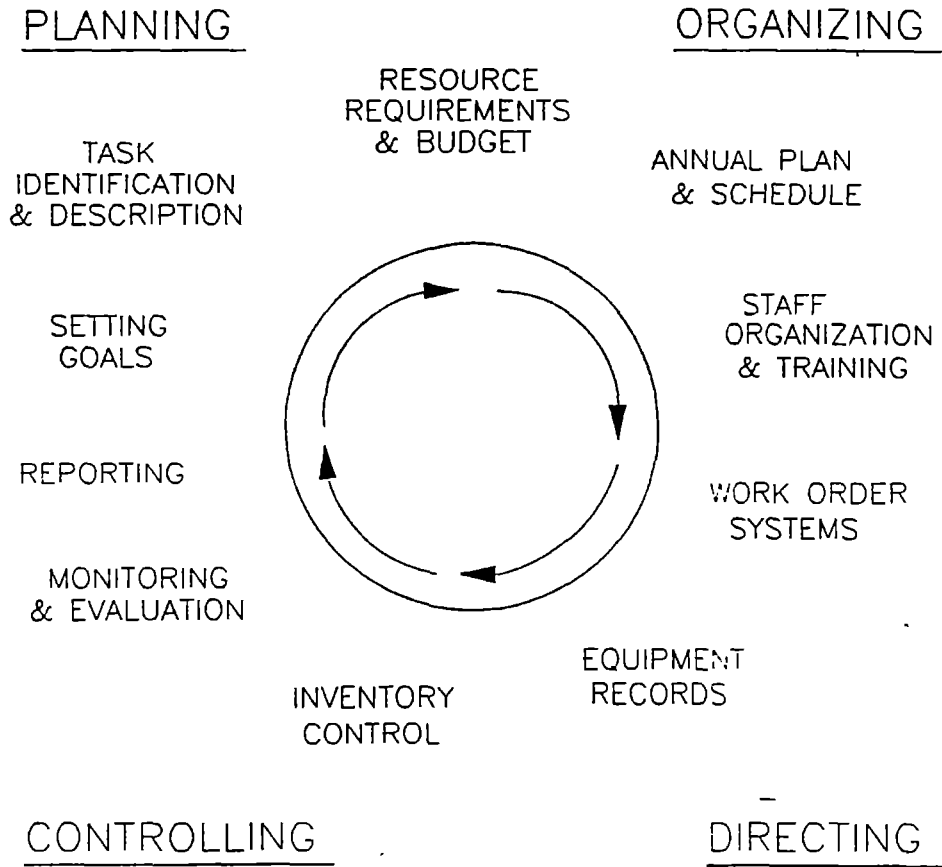 PLANNING
ORGANIZING
RESOURCE
REQUIREMENTS
& BUDGET
TASK
IDENTIFICATION
& DESCRIPTION
ANNUAL PLAN
& SCHEDULE
SETTING
GOALS
STAFF
ORGANIZATION
& TRAINING
REPORTING
WORK ORDER
SYSTEMS
MONITORING
& EVALUATION
EQUIPMENT
RECORDS
INVENTORY
CONTROL
CONTROLLING
DIRECTING